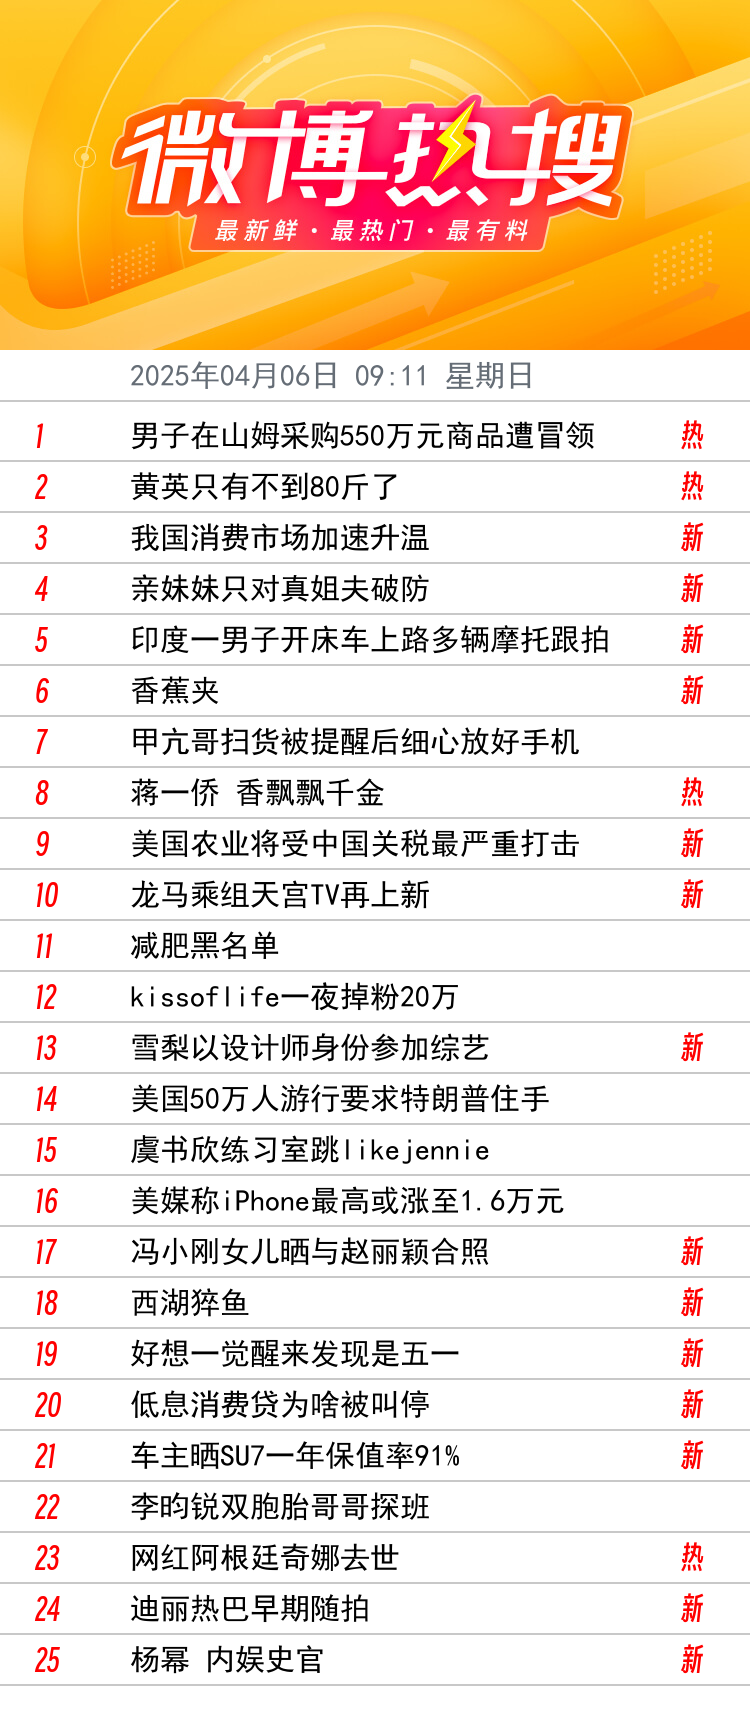 微博热搜
最新鲜·最热门·最有料
2025年04月06日 09:11 星期日
1 男子在山姆采购550万元商品遭冒领 热
2 黄英只有不到80斤了 热
3 我国消费市场加速升温 新
4 亲妹妹只对真姐夫破防 新
5 印度一男子开床车上路多辆摩托跟拍 新
6 香蕉夹 新
7 甲亢哥扫货被提醒后细心放好手机
8 蒋一侨 香飘飘千金 热
9 美国农业将受中国关税最严重打击 新
10 龙马乘组天宫TV再上新 新
11 减肥黑名单
12 kissoflife一夜掉粉20万
13 雪梨以设计师身份参加综艺 新
14 美国50万人游行要求特朗普住手
15 虞书欣练习室跳likejennie
16 美媒称iPhone最高或涨至1.6万元
17 冯小刚女儿晒与赵丽颖合照 新
18 西湖猝鱼 新
19 好想一觉醒来发现是五一 新
20 低息消费贷为啥被叫停 新
21 车主晒SU7一年保值率91% 新
22 李昀锐双胞胎哥哥探班
23 网红阿根廷奇娜去世 热
24 迪丽热巴早期随拍 新
25 杨幂 内娱史官 新